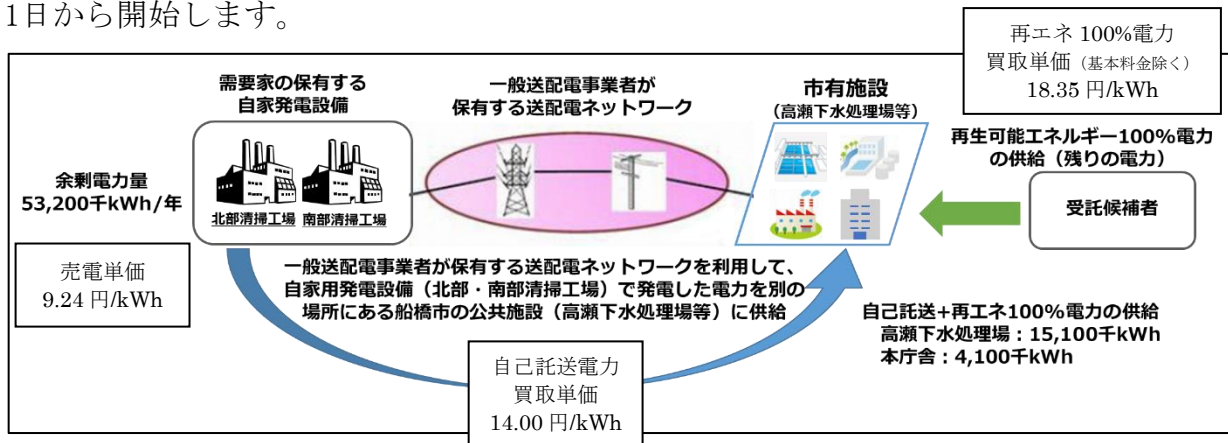 1日から開始します。
再エネ 100%電力
買取単価（基本料金除く）
18.35 円/kWh
需要家の保有する
自家発電設備
一般送配電事業者が
保有する送配電ネットワーク
市有施設
（高瀬下水処理場等）
再生可能エネルギー100%電力
の供給（残りの電力）
余剰電力量
53,200千kWh/年
北部清掃工場 南部清掃工場
受託候補者
売電単価
9.24 円/kWh
一般送配電事業者が保有する送配電ネットワークを利用して、
自家用発電設備（北部・南部清掃工場）で発電した電力を別の
場所にある船橋市の公共施設（高瀬下水処理場等）に供給
自己託送+再エネ100%電力の供給
高瀬下水処理場：15,100千kWh
本庁舎：4,100千kWh
自己託送電力
買取単価
14.00 円/kWh